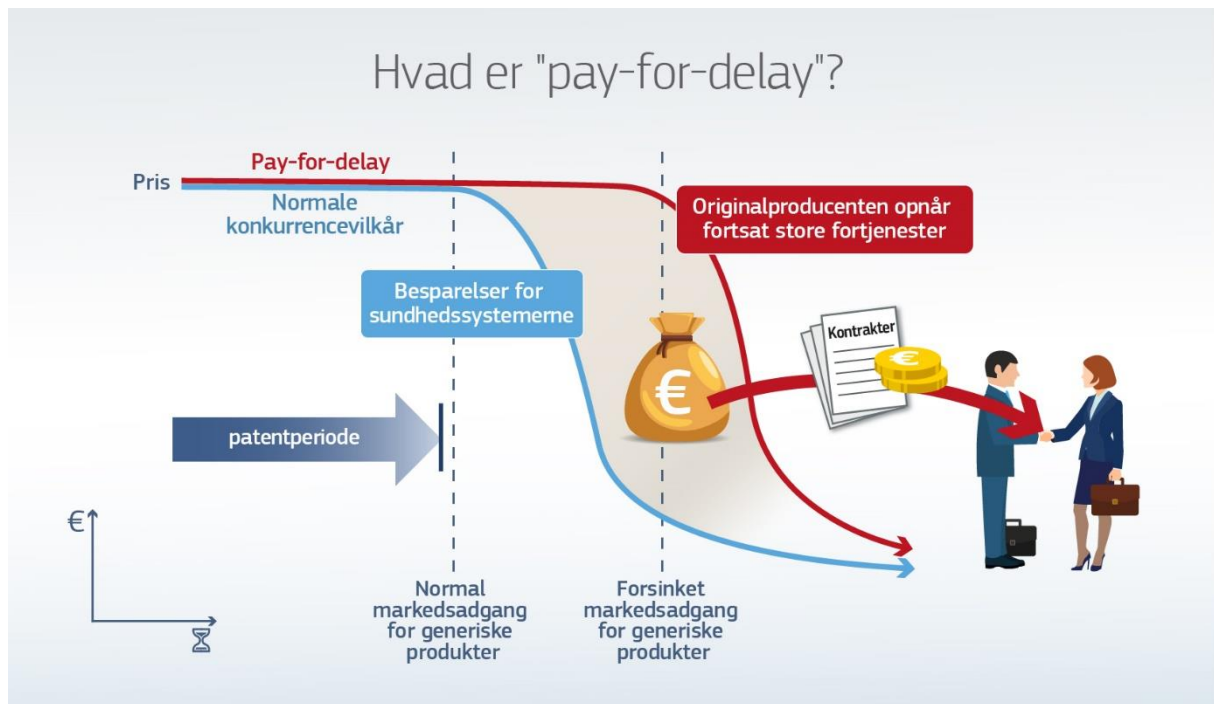 Hvad er "pay-for-delay"?
Pay-for-delay
Pris
Normale
konkurrencevilkår
Originalproducenten opnår
fortsat store fortjenester
Besparelser for
sundhedssystemerne
Kontrakter
€
€
patentperiode
€
Normal
markedsadgang
for generiske
produkter
Forsinket
markedsadgang
for generiske
produkter